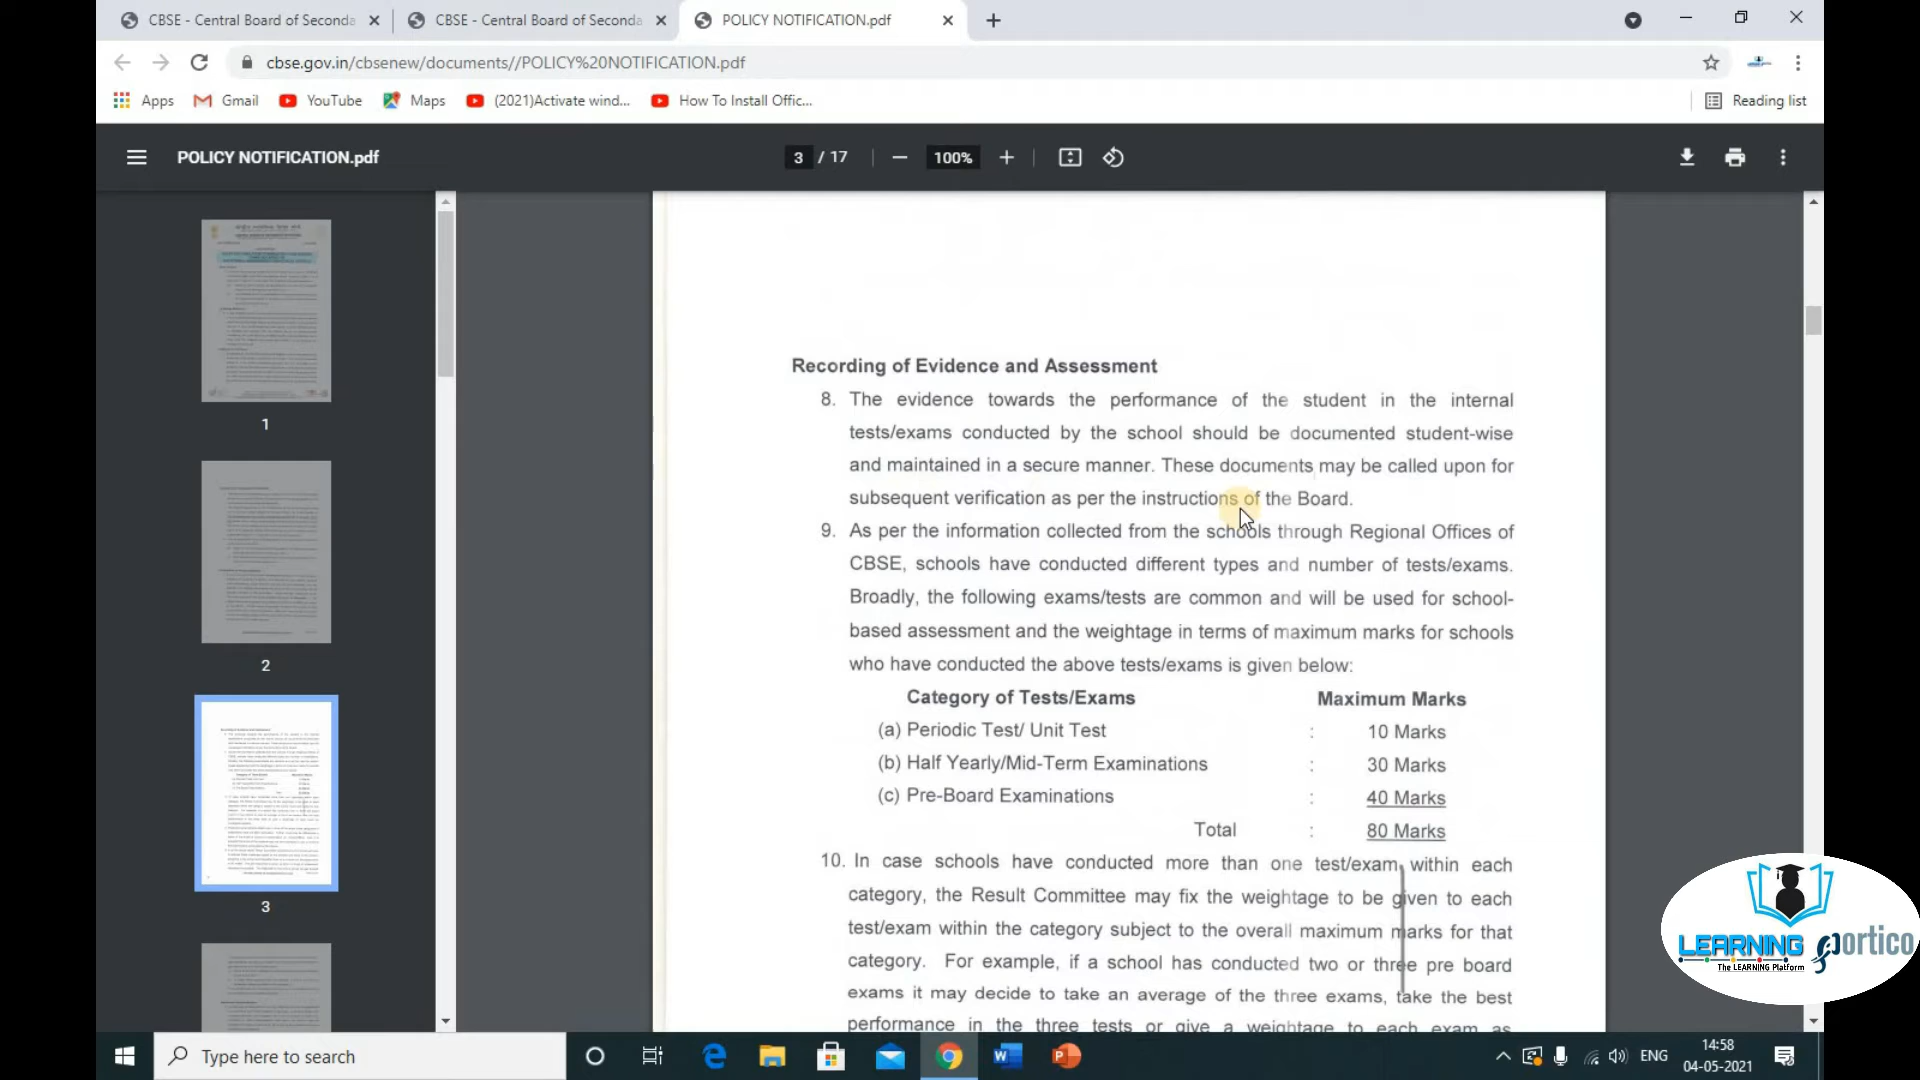 CBSE - Central Board of Seconda
CBSE - Central Board of Seconda
POLICY NOTIFICATION.pdf
cbse.gov.in/cbsenew/documents//POLICY%20NOTIFICATION.pdf
Apps
Gmail
YouTube
Maps
(2021)Activate wind...
How To Install Offic...
Reading list
POLICY NOTIFICATION.pdf
3 / 17
100%
1
2
3
Recording of Evidence and Assessment
8. The evidence towards the performance of the student in the internal
tests/exams conducted by the school should be documented student-wise
and maintained in a secure manner. These documents may be called upon for
subsequent verification as per the instructions of the Board.
9. As per the information collected from the schools through Regional Offices of
CBSE, schools have conducted different types and number of tests/exams.
Broadly, the following exams/tests are common and will be used for school-
based assessment and the weightage in terms of maximum marks for schools
who have conducted the above tests/exams is given below:
Category of Tests/Exams Maximum Marks
(a) Periodic Test/ Unit Test : 10 Marks
(b) Half Yearly/Mid-Term Examinations : 30 Marks
(c) Pre-Board Examinations : 40 Marks
Total : 80 Marks
10. In case schools have conducted more than one test/exam within each
category, the Result Committee may fix the weightage to be given to each
test/exam within the category subject to the overall maximum marks for that
category. For example, if a school has conducted two or three pre board
exams it may decide to take an average of the three exams, take the best
performance in the three tests or give a weightage to each exam as
LEARNING portico
The LEARNING Platform
Type here to search
ENG
14:58
04-05-2021